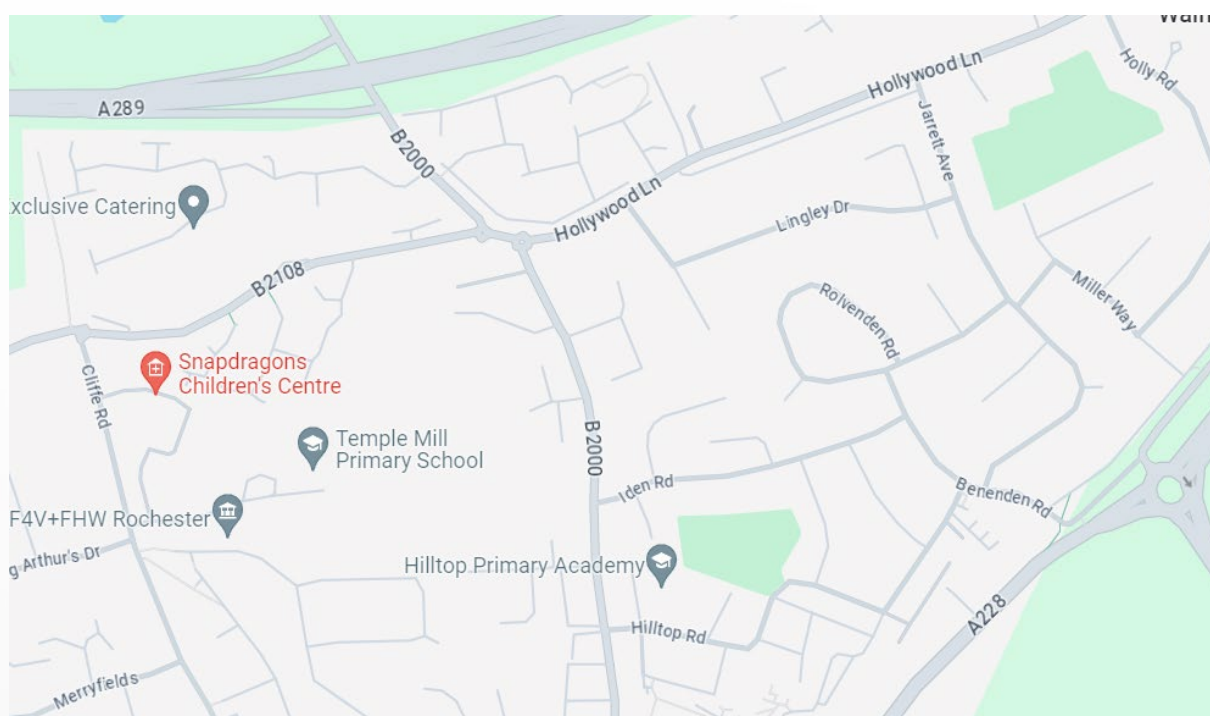 A289
B2000
Hollywood Ln
Holly Rd
Jarrett Ave
xclusive Catering
Hollywood Ln
Lingley Dr
B2108
Rolvenden Rd
Miller Way
Snapdragons
Children's Centre
Cliffe Rd
Temple Mill
Primary School
B2000
Iden Rd
Benenden Rd
F4V+FHW Rochester
g Arthur's Dr
Hilltop Primary Academy
Hilltop Rd
A228
Merryfields